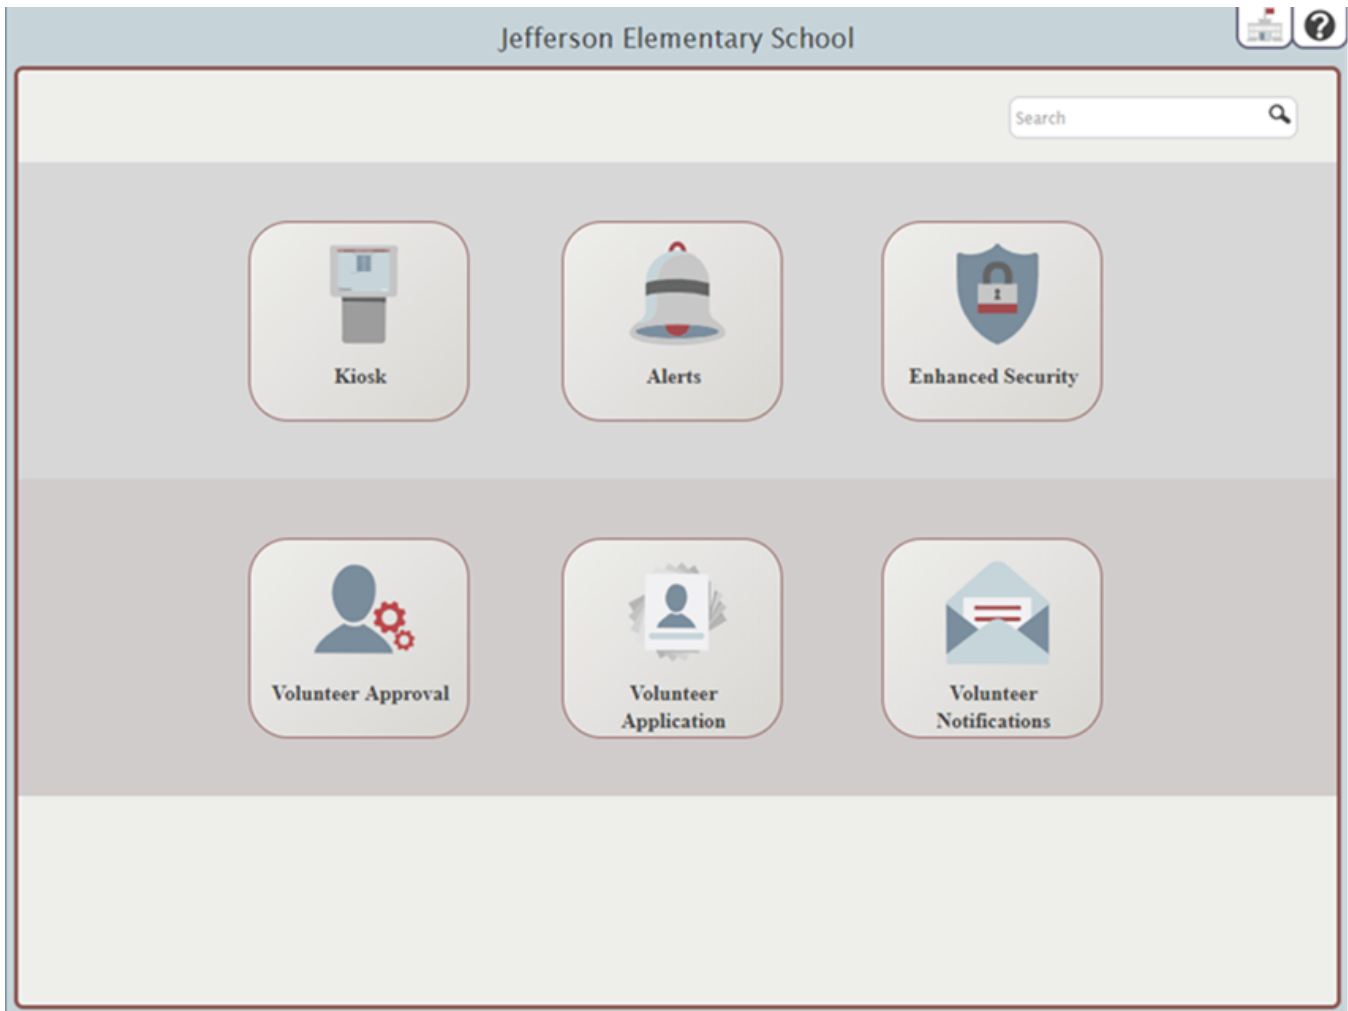 Jefferson Elementary School
?
Search
Kiosk
Alerts
Enhanced Security
Volunteer Approval
Volunteer
Application
Volunteer
Notifications